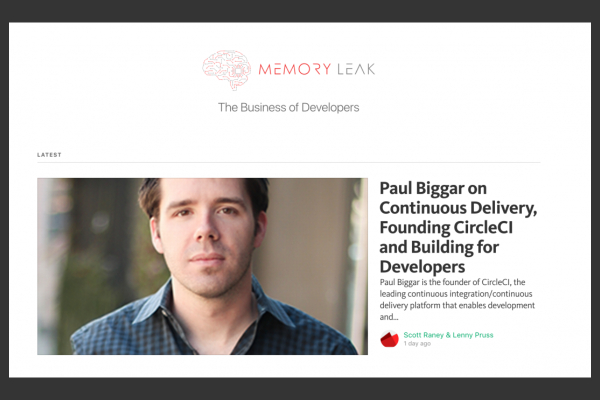 MEMORY LEAK
The Business of Developers
LATEST
Paul Biggar on
Continuous Delivery,
Founding CircleCI
and Building for
Developers
Paul Biggar is the founder of CircleCI, the
leading continuous integration/continuous
delivery platform that enables development
and...
Scott Raney & Lenny Pruss
1 day ago